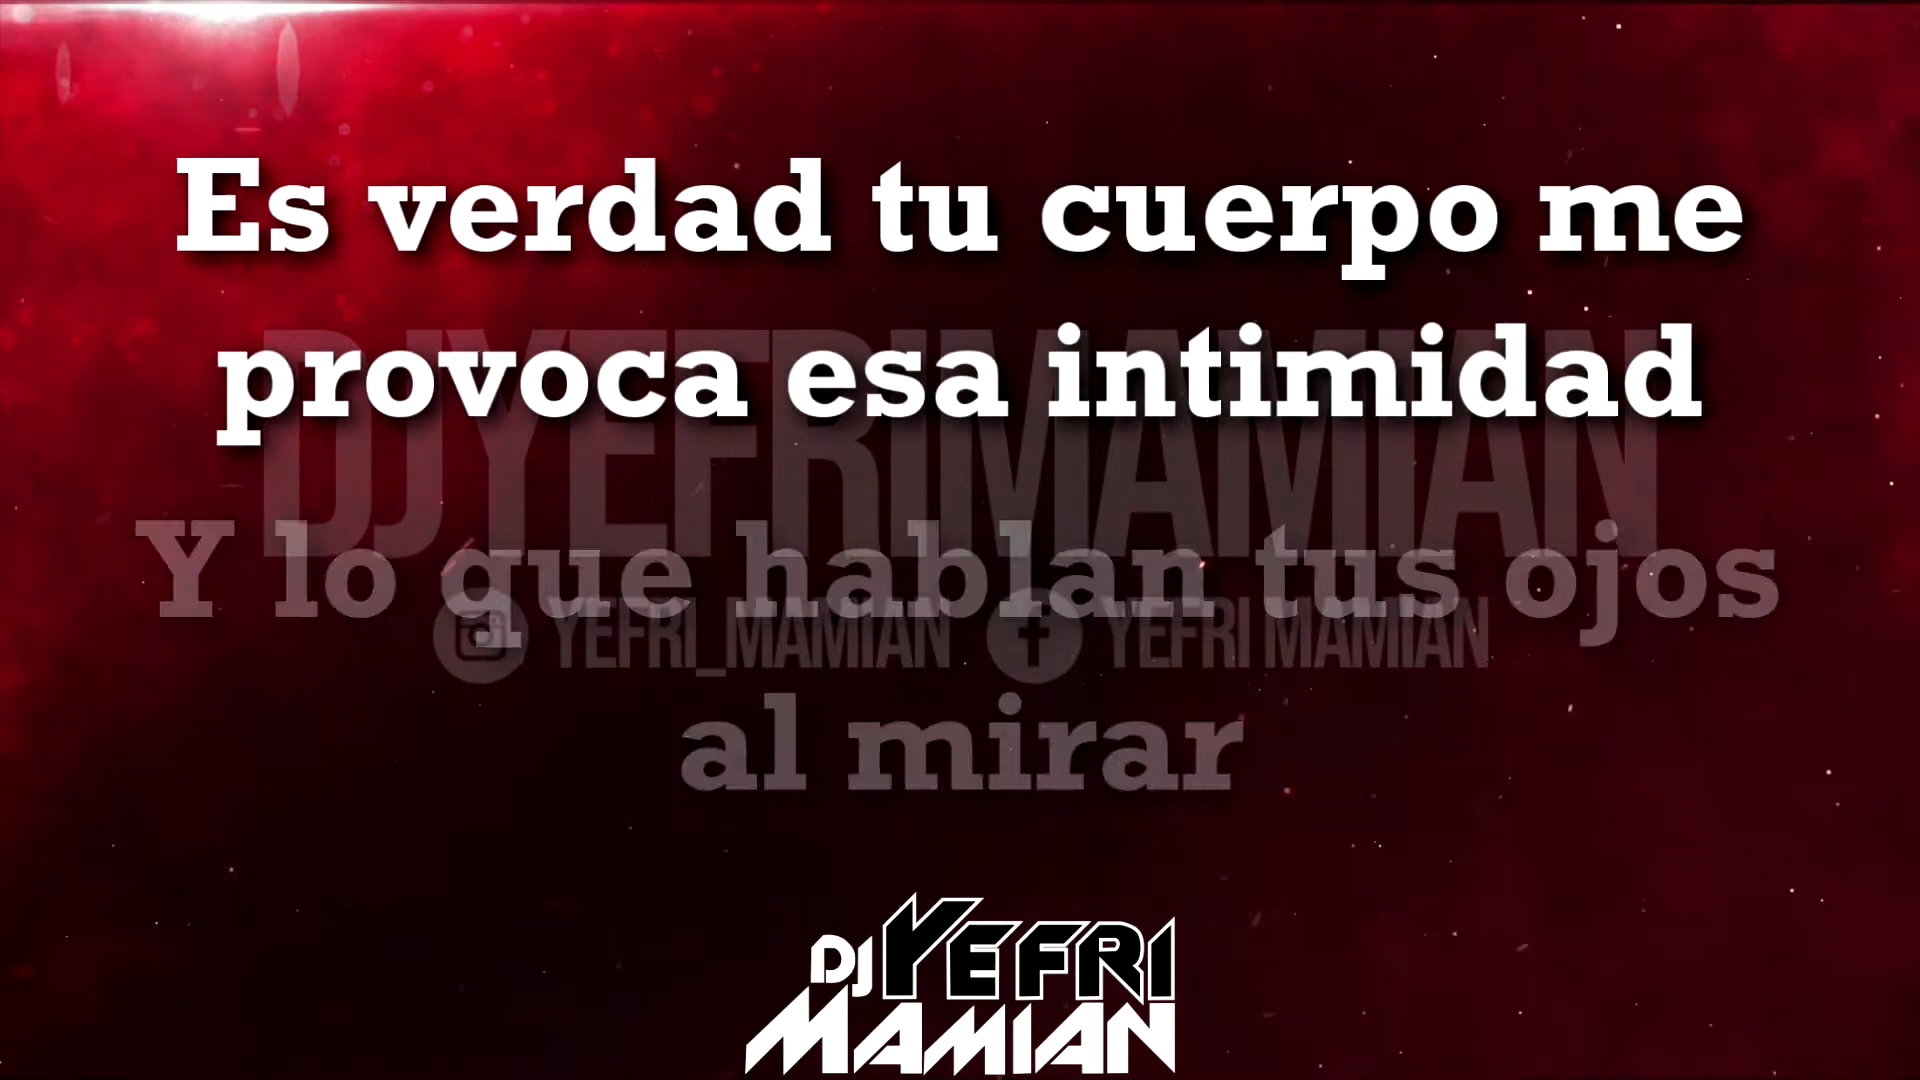 Es verdad tu cuerpo me
DJYEFRIMAMIAN
provoca esa intimidad
Y lo que hablan tus ojos
YEFRI_MAMIAN YEFRI MAMIAN
al mirar
DJ YEFRI
MAMIAN